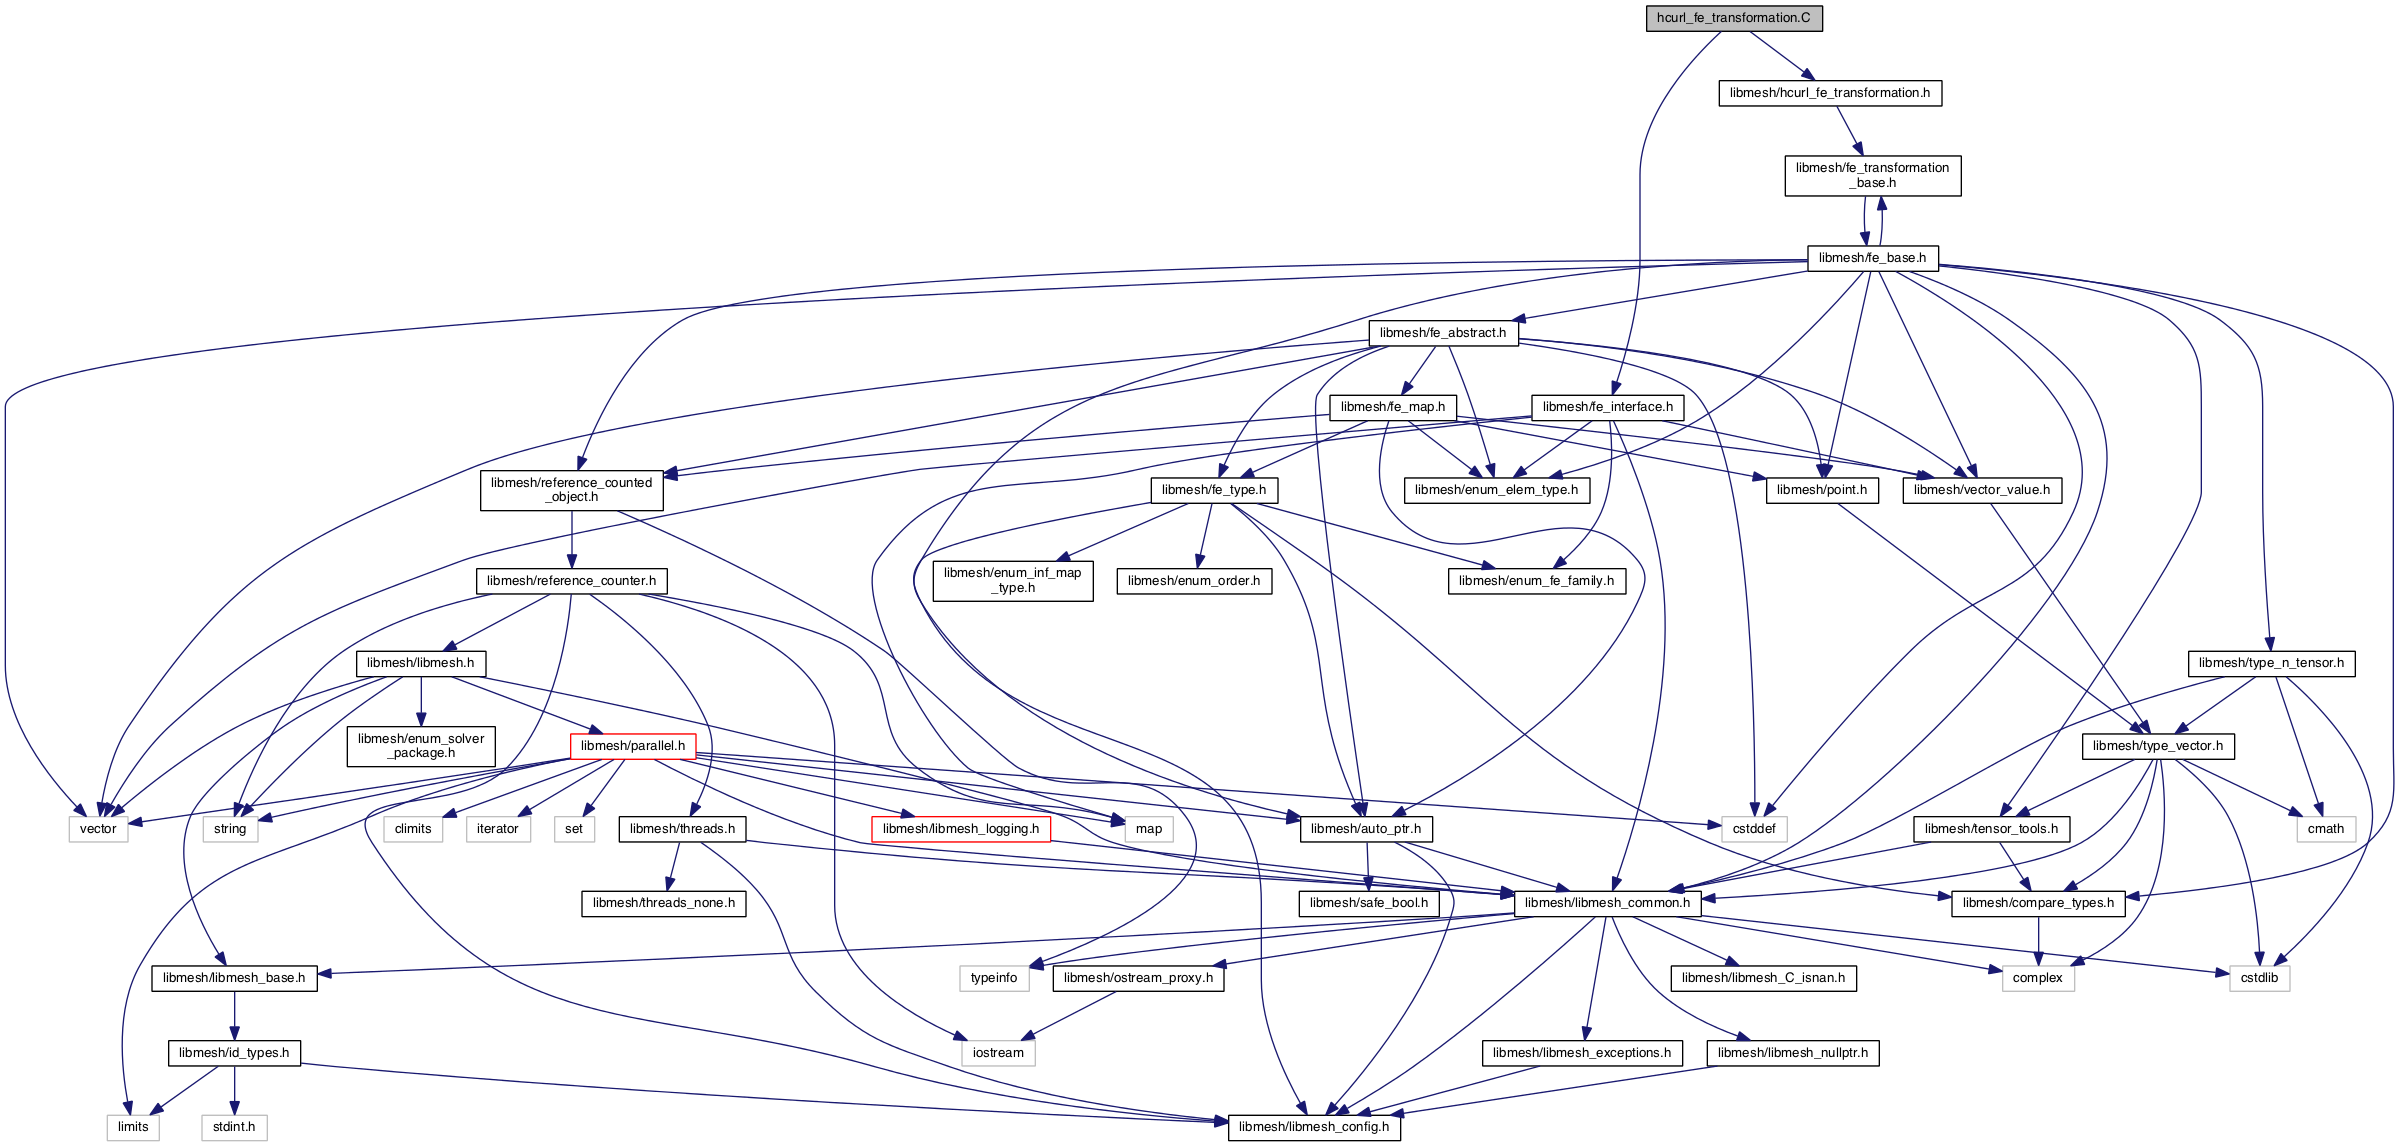 hcurl_fe_transformation.C
libmesh/hcurl_fe_transformation.h
libmesh/fe_transformation
_base.h
libmesh/fe_base.h
libmesh/fe_abstract.h
libmesh/fe_map.h
libmesh/fe_interface.h
libmesh/reference_counted
_object.h
libmesh/fe_type.h
libmesh/enum_elem_type.h
libmesh/point.h
libmesh/vector_value.h
libmesh/reference_counter.h
libmesh/enum_inf_map
_type.h
libmesh/enum_order.h
libmesh/enum_fe_family.h
libmesh/libmesh.h
libmesh/type_n_tensor.h
libmesh/enum_solver
_package.h
libmesh/parallel.h
libmesh/type_vector.h
vector
string
climits
iterator
set
libmesh/threads.h
libmesh/libmesh_logging.h
map
libmesh/auto_ptr.h
cstddef
libmesh/tensor_tools.h
cmath
libmesh/threads_none.h
libmesh/safe_bool.h
libmesh/libmesh_common.h
libmesh/compare_types.h
libmesh/libmesh_base.h
typeinfo
libmesh/ostream_proxy.h
libmesh/libmesh_C_isnan.h
complex
cstdlib
libmesh/id_types.h
iostream
libmesh/libmesh_exceptions.h
libmesh/libmesh_nullptr.h
limits
stdint.h
libmesh/libmesh_config.h